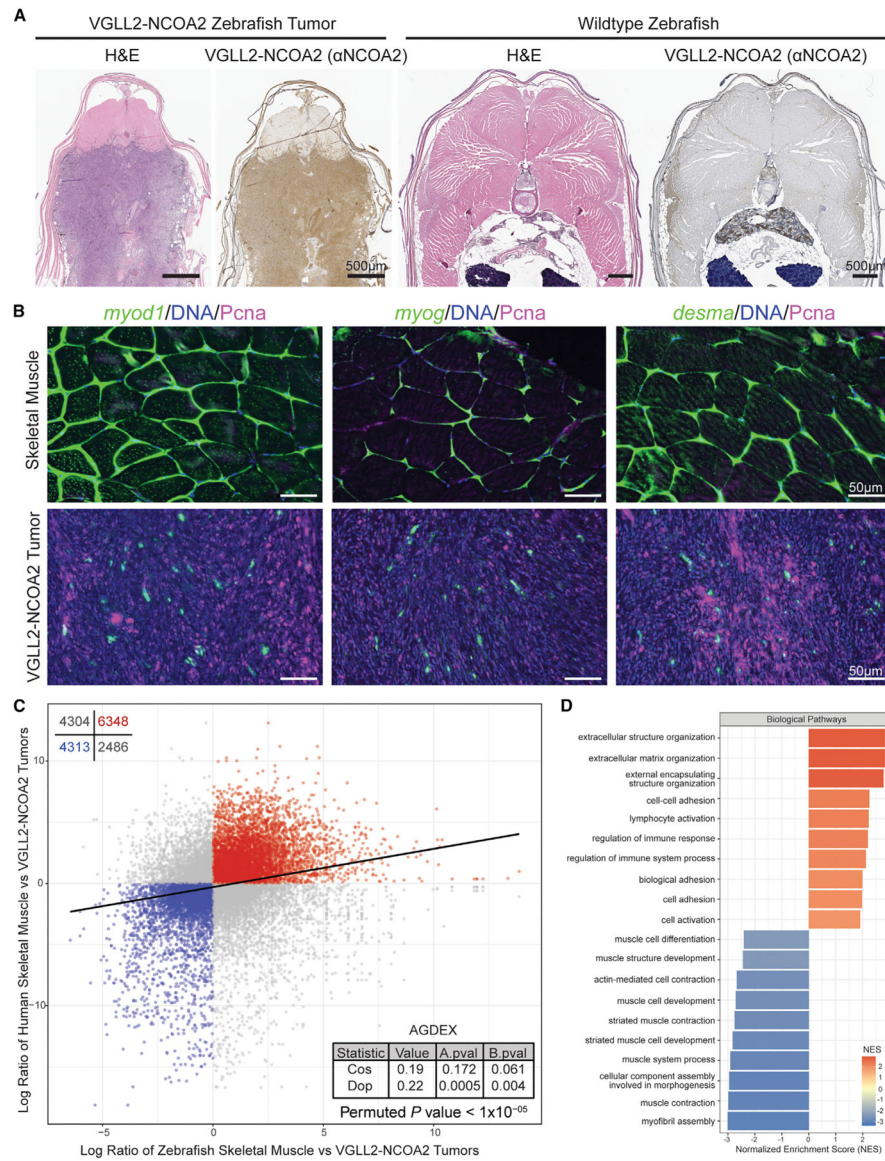 A
VGLL2-NCOA2 Zebrafish Tumor
Wildtype Zebrafish
H&E
VGLL2-NCOA2 (αNCOA2)
H&E
VGLL2-NCOA2 (αNCOA2)
500µm
500µm
B
myod1/DNA/Pcna
myog/DNA/Pcna
desma/DNA/Pcna
Skeletal Muscle
50µm
VGLL2-NCOA2 Tumor
50µm
C
4304 6348
4313 2486
Log Ratio of Human Skeletal Muscle vs VGLL2-NCOA2 Tumors
10
0
−10
AGDEX
Statistic Value A.pval B.pval
Cos 0.19 0.172 0.061
Dop 0.22 0.0005 0.004
Permuted P value < 1x10⁻⁰⁵
−5 0 5 10
Log Ratio of Zebrafish Skeletal Muscle vs VGLL2-NCOA2 Tumors
D
Biological Pathways
extracellular structure organization
extracellular matrix organization
external encapsulating
structure organization
cell-cell adhesion
lymphocyte activation
regulation of immune response
regulation of immune system process
biological adhesion
cell adhesion
cell activation
muscle cell differentiation
muscle structure development
actin-mediated cell contraction
muscle cell development
striated muscle contraction
striated muscle cell development
muscle system process
cellular component assembly
involved in morphogenesis
muscle contraction
myofibril assembly
NES
2
1
0
-1
-2
-3
-3 -2 -1 0 1 2
Normalized Enrichment Score (NES)